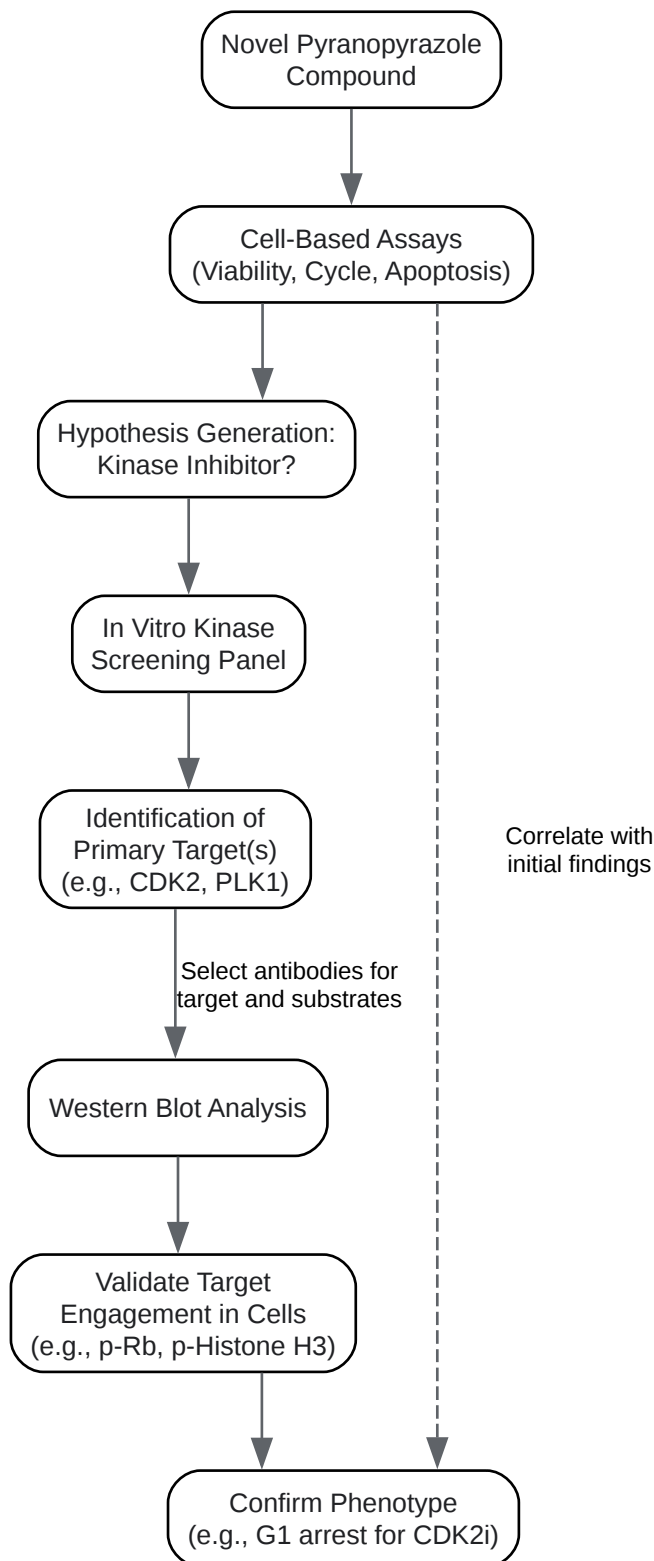 Novel Pyranopyrazole
Compound
Cell-Based Assays
(Viability, Cycle, Apoptosis)
Hypothesis Generation:
Kinase Inhibitor?
In Vitro Kinase
Screening Panel
Identification of
Primary Target(s)
(e.g., CDK2, PLK1)
Correlate with
initial findings
Select antibodies for
target and substrates
Western Blot Analysis
Validate Target
Engagement in Cells
(e.g., p-Rb, p-Histone H3)
Confirm Phenotype
(e.g., G1 arrest for CDK2i)